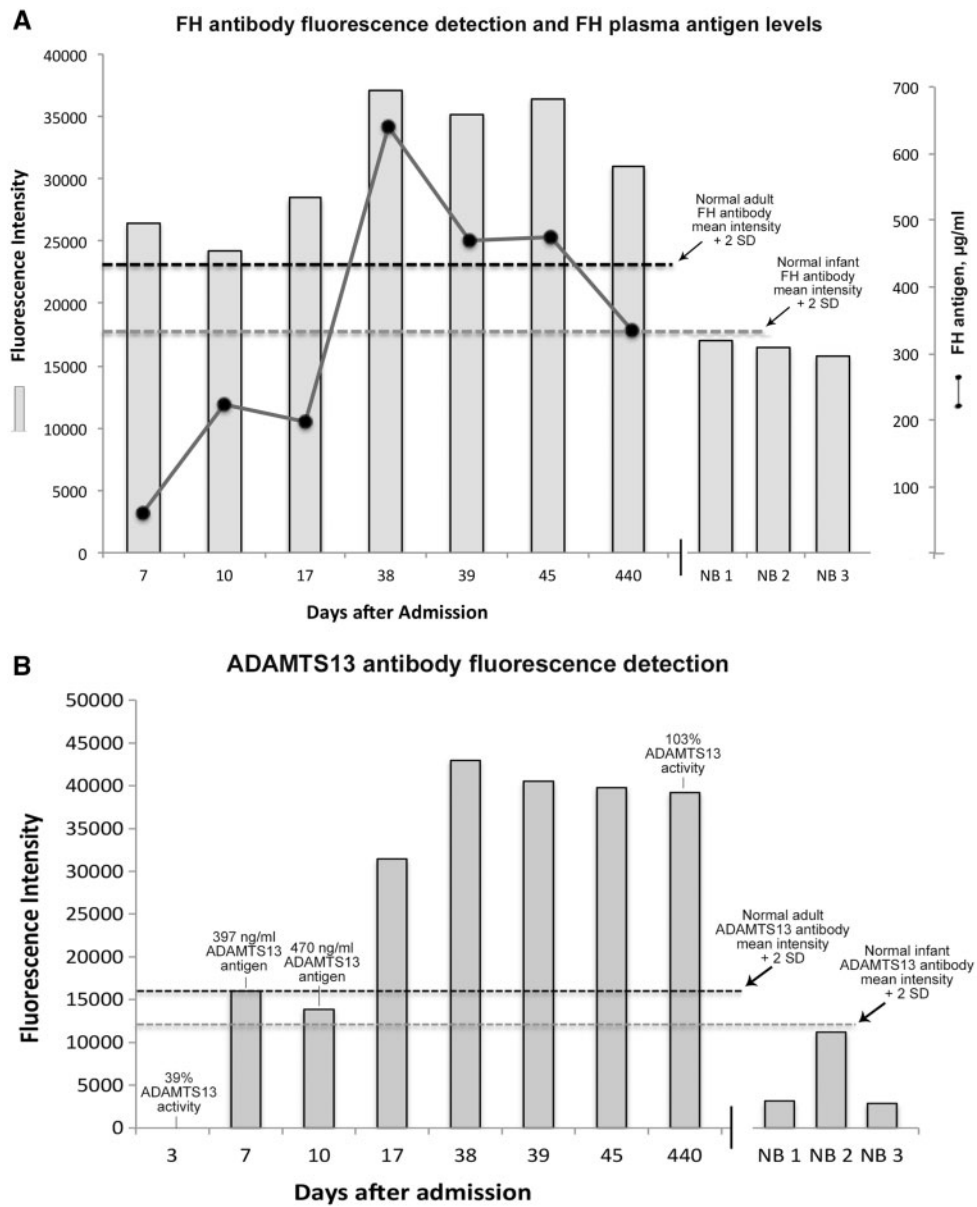 A
FH antibody fluorescence detection and FH plasma antigen levels
Fluorescence Intensity
40000
35000
30000
25000
20000
15000
10000
5000
0
7
10
17
38
39
45
440
NB 1
NB 2
NB 3
Days after Admission
Normal adult
FH antibody
mean intensity
+ 2 SD
Normal infant
FH antibody
mean intensity
+ 2 SD
700
600
500
400
300
200
100
FH antigen, µg/ml
B
ADAMTS13 antibody fluorescence detection
Fluorescence Intensity
50000
45000
40000
35000
30000
25000
20000
15000
10000
5000
0
39%
ADAMTS13
activity
397 ng/ml
ADAMTS13
antigen
470 ng/ml
ADAMTS13
antigen
103%
ADAMTS13
activity
Normal adult
ADAMTS13 antibody
mean intensity
+ 2 SD
Normal infant
ADAMTS13 antibody
mean intensity
+ 2 SD
3
7
10
17
38
39
45
440
NB 1
NB 2
NB 3
Days after admission